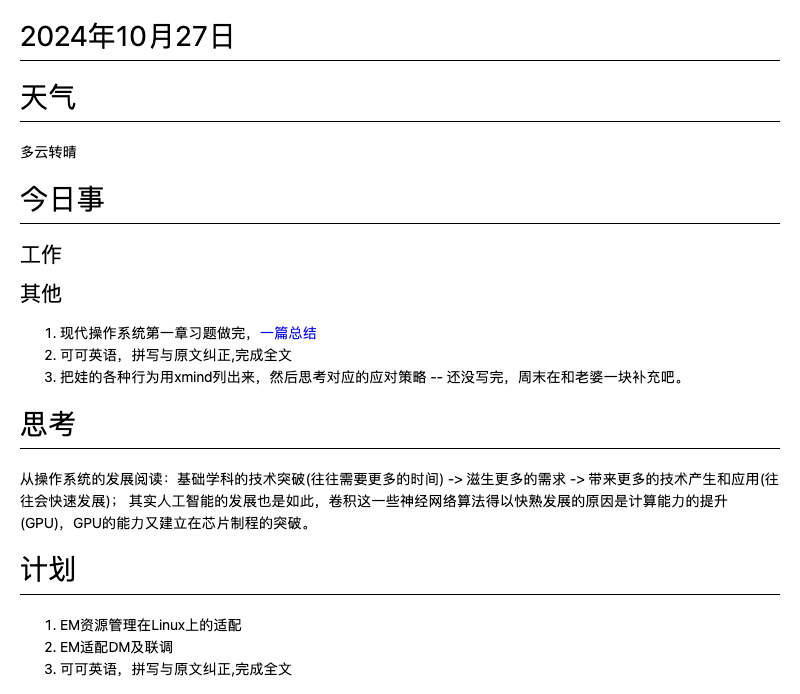 2024年10月27日
天气
多云转晴
今日事
工作
其他
1. 现代操作系统第一章习题做完，一篇总结
2. 可可英语，拼写与原文纠正,完成全文
3. 把娃的各种行为用xmind列出来，然后思考对应的应对策略 -- 还没写完，周末在和老婆一块补充吧。
思考
从操作系统的发展阅读：基础学科的技术突破(往往需要更多的时间) -> 滋生更多的需求 -> 带来更多的技术产生和应用(往
往会快速发展)； 其实人工智能的发展也是如此，卷积这一些神经网络算法得以快熟发展的原因是计算能力的提升
(GPU)，GPU的能力又建立在芯片制程的突破。
计划
1. EM资源管理在Linux上的适配
2. EM适配DM及联调
3. 可可英语，拼写与原文纠正,完成全文